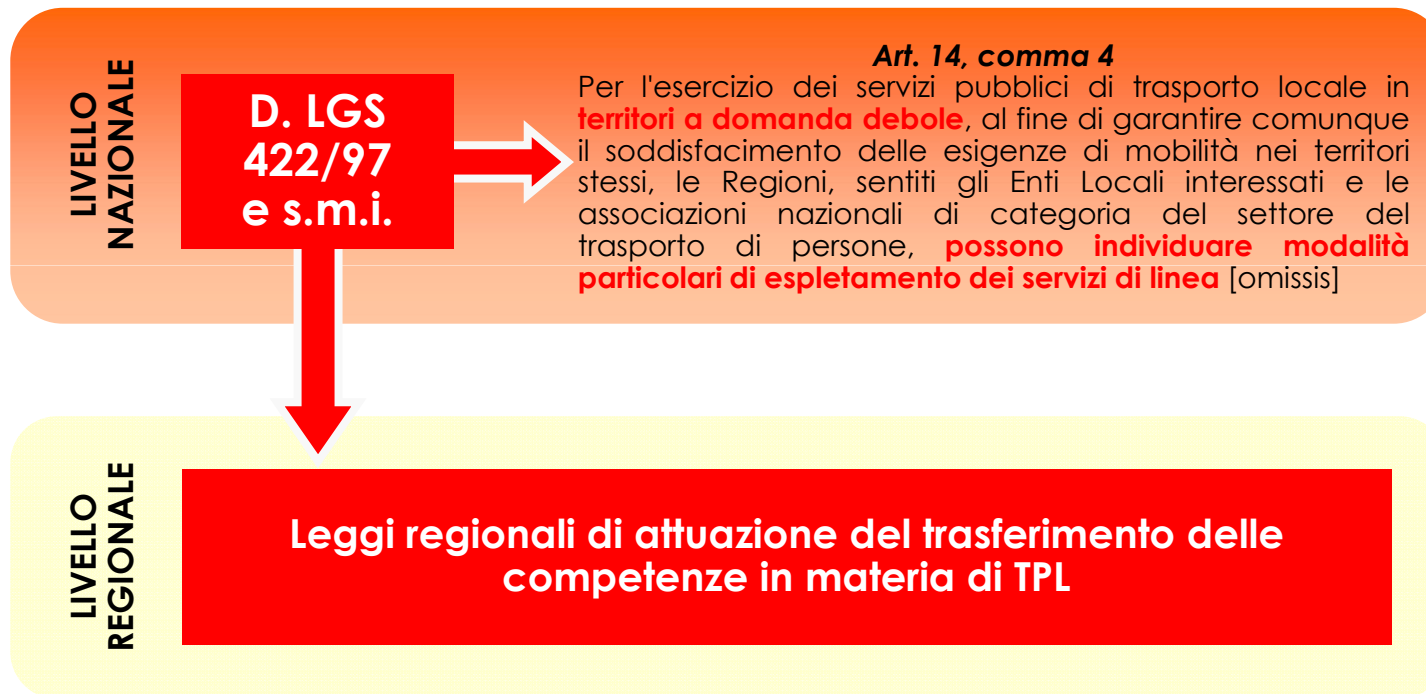 LIVELLO
NAZIONALE
D. LGS
422/97
e s.m.i.
Art. 14, comma 4
Per l'esercizio dei servizi pubblici di trasporto locale in
territori a domanda debole, al fine di garantire comunque
il soddisfacimento delle esigenze di mobilità nei territori
stessi, le Regioni, sentiti gli Enti Locali interessati e le
associazioni nazionali di categoria del settore del
trasporto di persone, possono individuare modalità
particolari di espletamento dei servizi di linea [omissis]
LIVELLO
REGIONALE
Leggi regionali di attuazione del trasferimento delle
competenze in materia di TPL